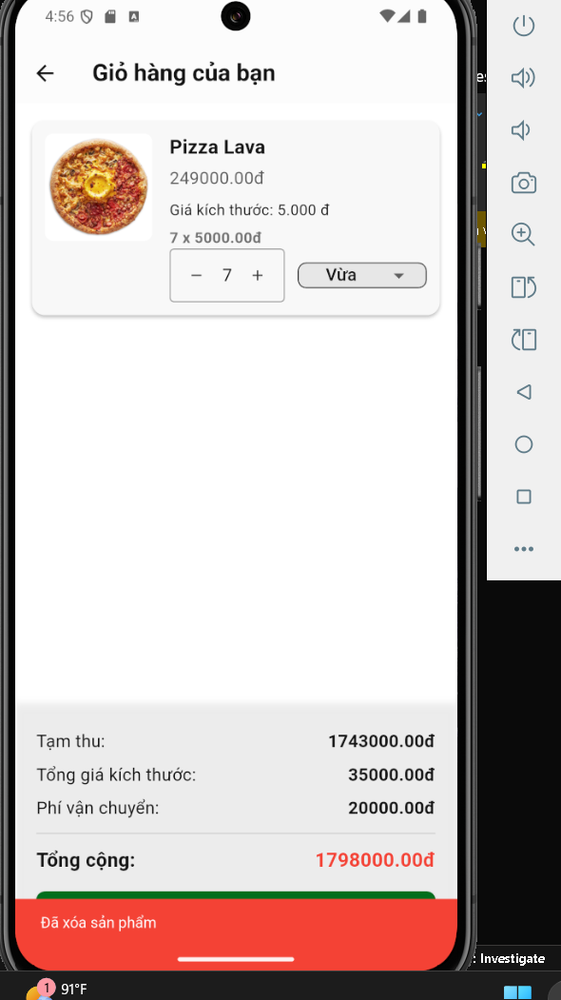 4:56
Giỏ hàng của bạn
Pizza Lava
249000.00đ
Giá kích thước: 5.000 đ
7 x 5000.00đ
− 7 +
Vừa
Tạm thu: 1743000.00đ
Tổng giá kích thước: 35000.00đ
Phí vận chuyển: 20000.00đ
Tổng cộng: 1798000.00đ
Đã xóa sản phẩm
: Investigate
1
91°F